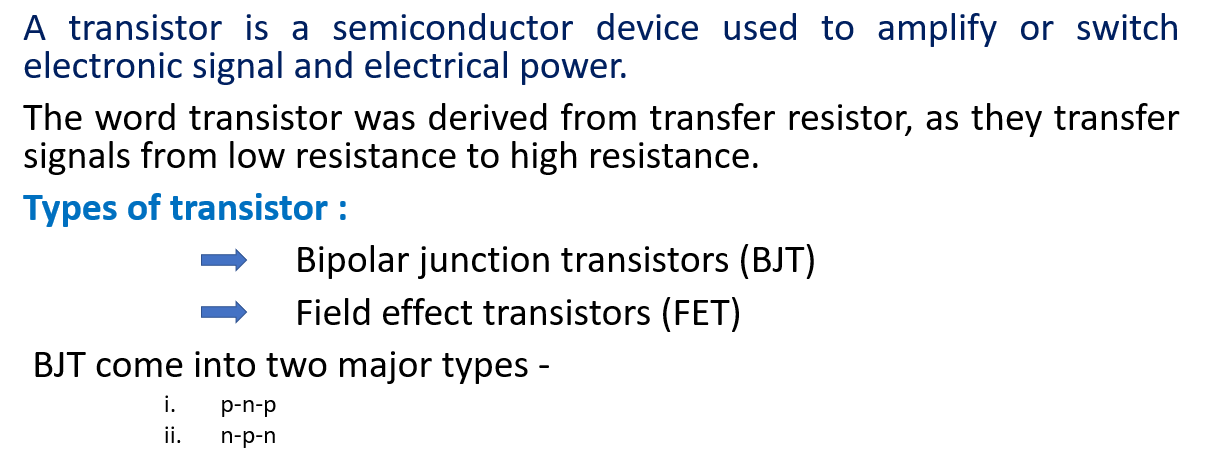 A transistor is a semiconductor device used to amplify or switch
electronic signal and electrical power.
The word transistor was derived from transfer resistor, as they transfer
signals from low resistance to high resistance.
Types of transistor :
Bipolar junction transistors (BJT)
Field effect transistors (FET)
BJT come into two major types -
i. p-n-p
ii. n-p-n